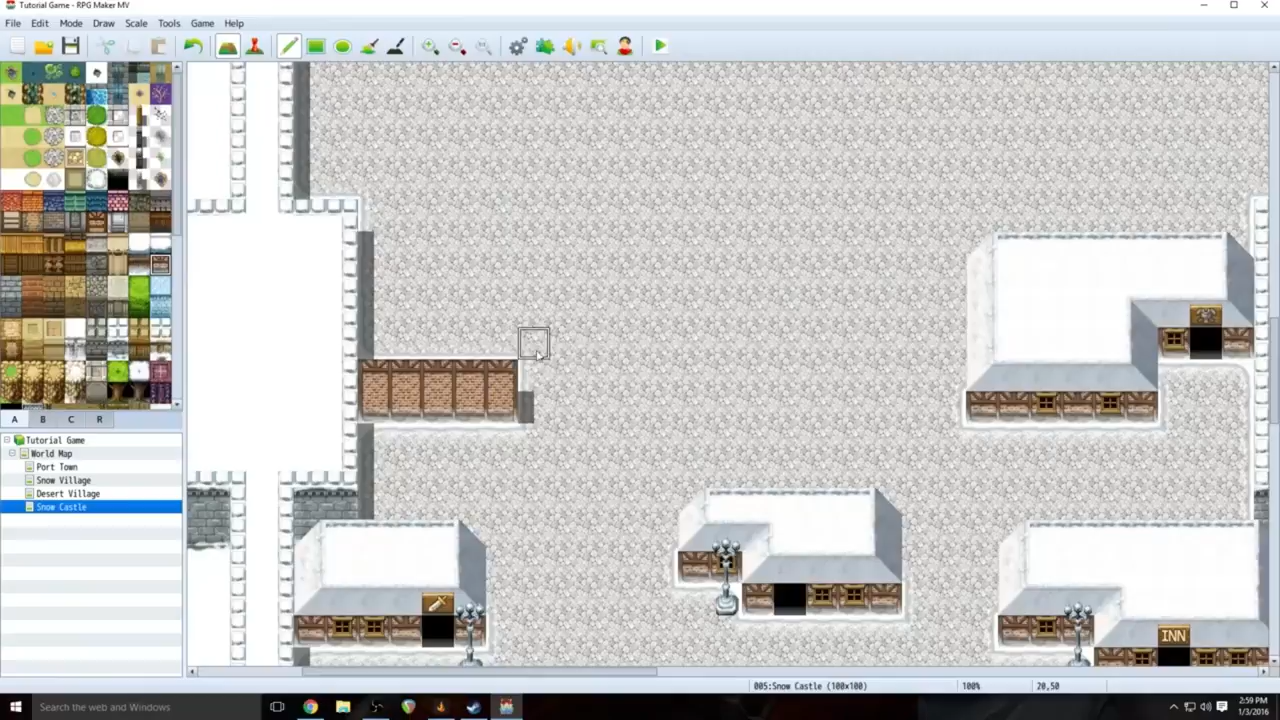 Tutorial Game - RPG Maker MV
File Edit Mode Draw Scale Tools Game Help
INN
A B C R
Tutorial Game
World Map
Port Town
Snow Village
Desert Village
Snow Castle
005:Snow Castle (100x100) 100% 20,50
Search the web and Windows
2:59 PM
1/3/2016